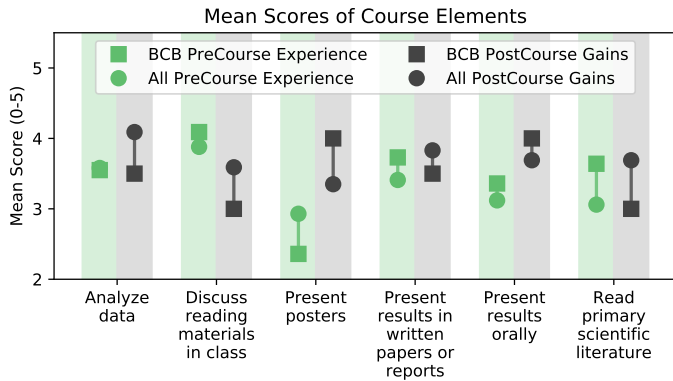 Mean Scores of Course Elements
BCB PreCourse Experience
All PreCourse Experience
BCB PostCourse Gains
All PostCourse Gains
Mean Score (0-5)
5
4
3
2
Analyze
data
Discuss
reading
materials
in class
Present
posters
Present
results in
written
papers or
reports
Present
results
orally
Read
primary
scientific
literature